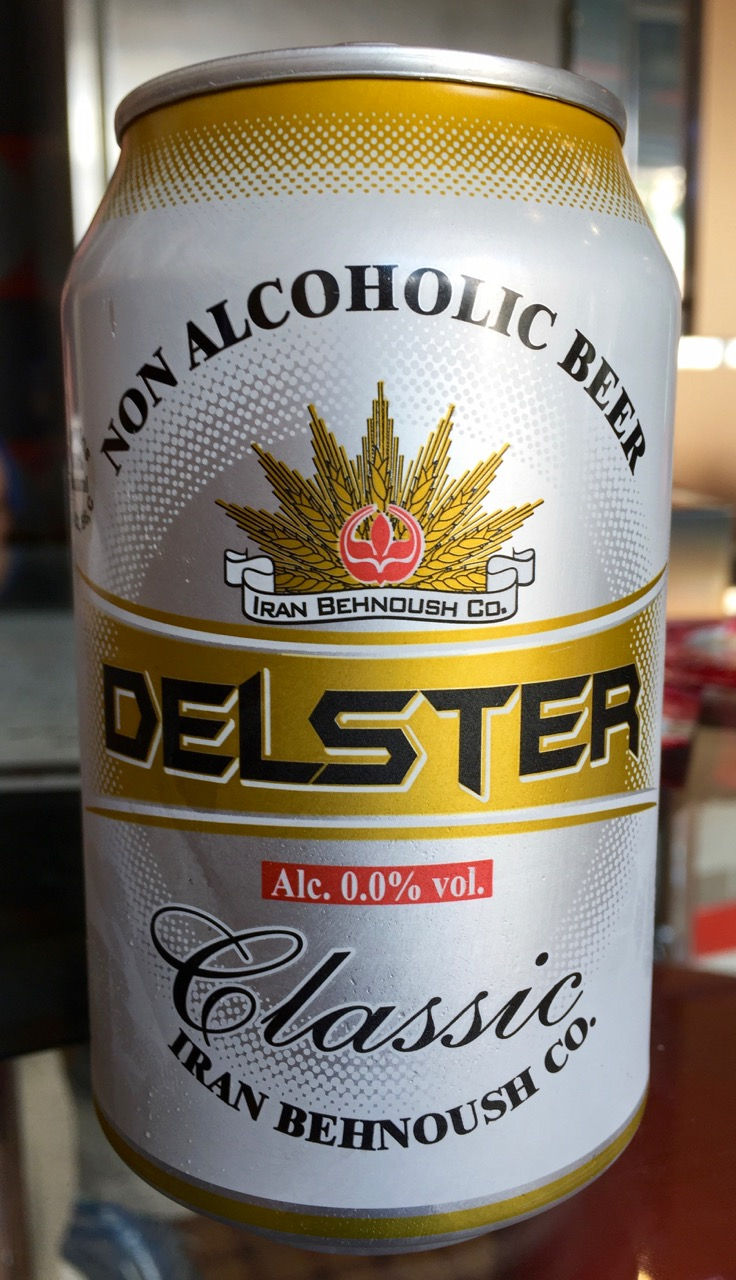 NON ALCOHOLIC BEER
IRAN BEHNOUSH CO.
DELSTER
Alc. 0.0% vol.
Classic
IRAN BEHNOUSH CO.